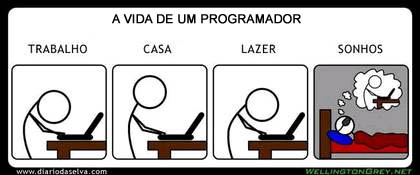 A VIDA DE UM PROGRAMADOR
TRABALHO CASA LAZER SONHOS
www.diariodaselva.com WELLINGTONGREY.NET